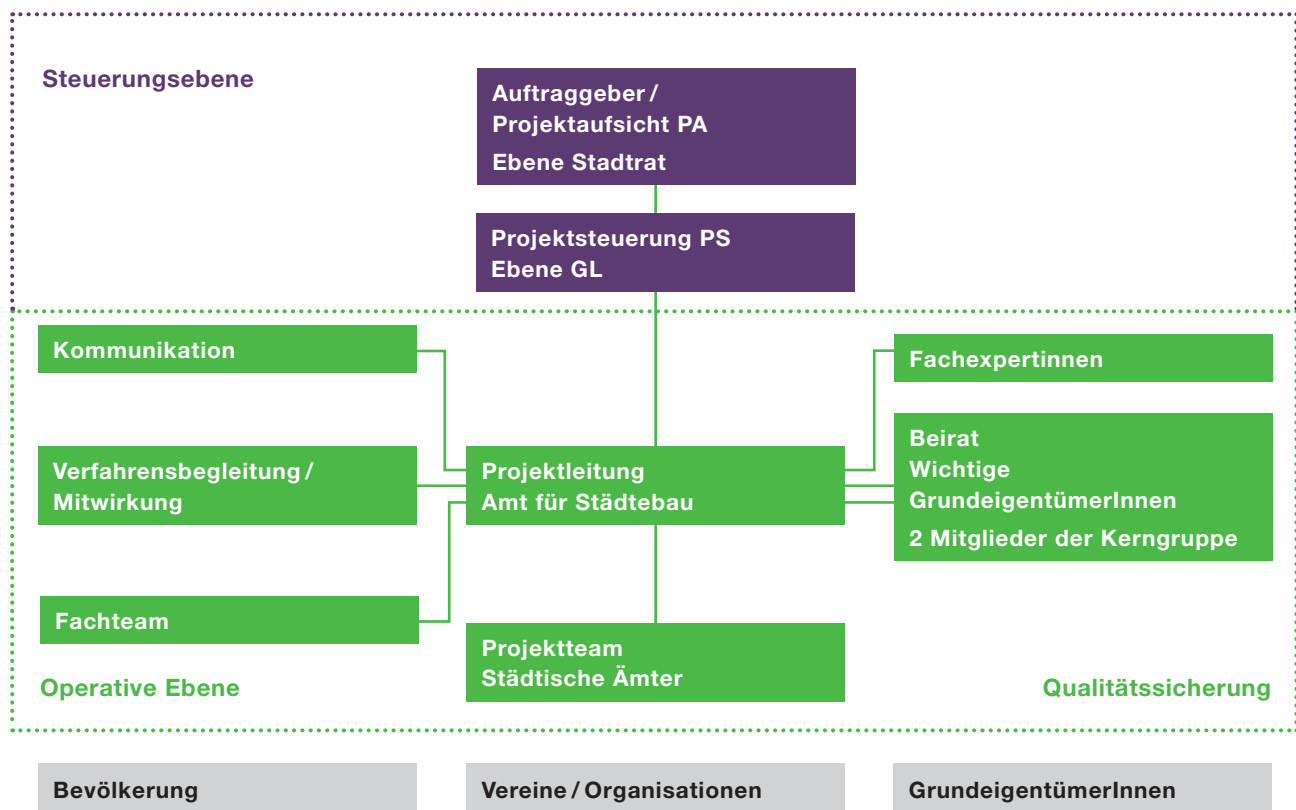 Steuerungsebene
Auftraggeber /
Projektaufsicht PA
Ebene Stadtrat
Projektsteuerung PS
Ebene GL
Kommunikation
Fachexpertinnen
Verfahrensbegleitung /
Mitwirkung
Projektleitung
Amt für Städtebau
Beirat
Wichtige
GrundeigentümerInnen
2 Mitglieder der Kerngruppe
Fachteam
Projektteam
Städtische Ämter
Operative Ebene
Qualitätssicherung
Bevölkerung
Vereine / Organisationen
GrundeigentümerInnen